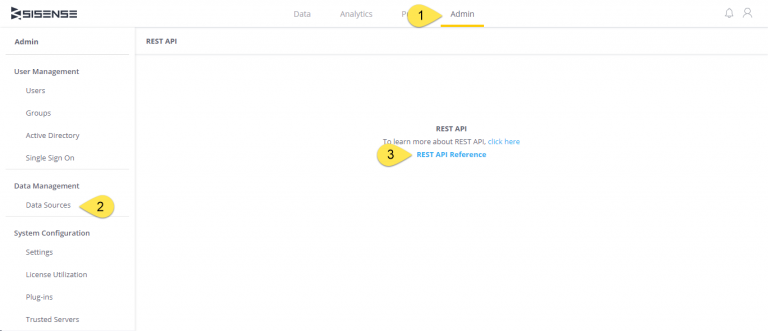 SISENSE
Data Analytics P Admin
1
Admin
REST API
User Management
Users
Groups
Active Directory
Single Sign On
REST API
To learn more about REST API, click here
REST API Reference
3
Data Management
Data Sources
2
System Configuration
Settings
License Utilization
Plug-ins
Trusted Servers